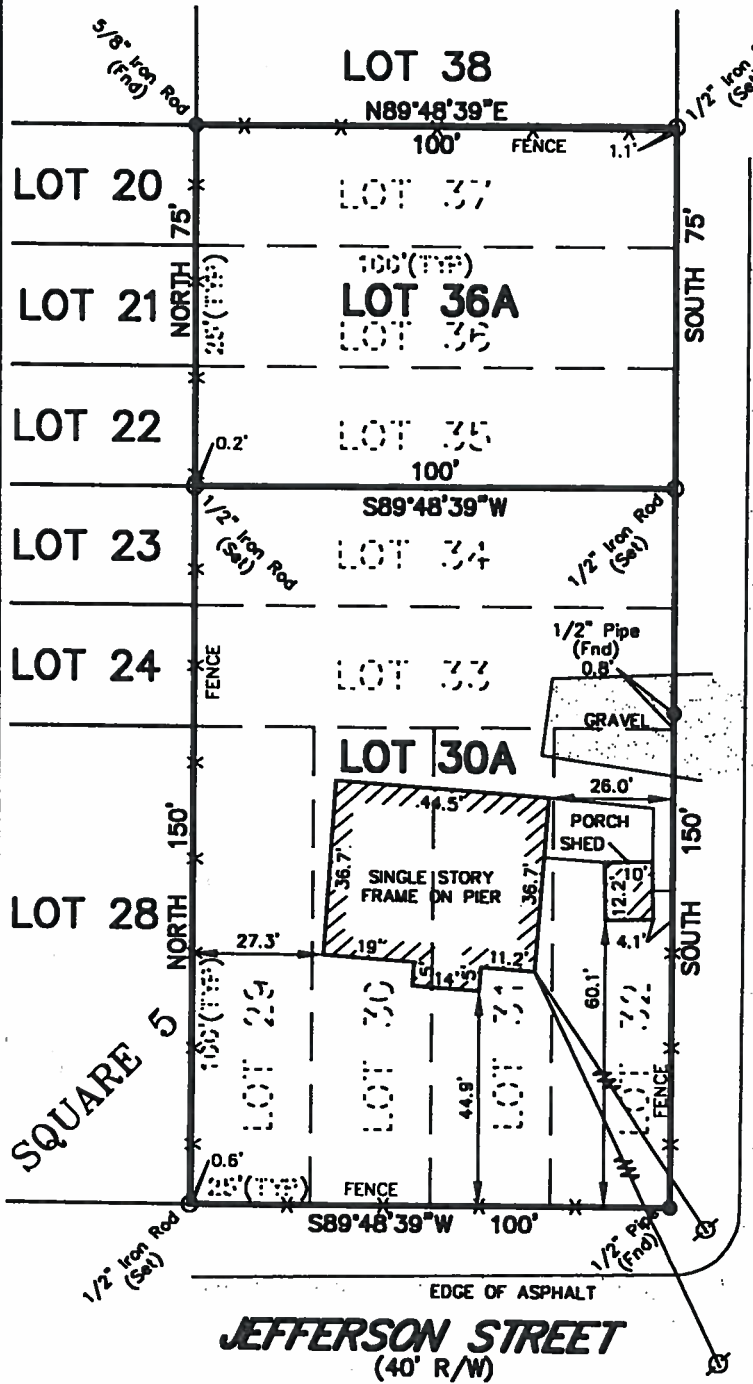 5/8" Iron Rod
(Fnd)
LOT 38
1/2" Iron
(Set
N89°48'39"E
100'
FENCE
1.1'
LOT 20
LOT 37
NORTH 75'
SOUTH 75'
100'(TYP)
LOT 21
25'(TYP)
LOT 36A
LOT 36
LOT 22
LOT 35
0.2'
100'
S89°48'39"W
1/2" Iron Rod
(Set)
1/2" Iron Rod
(Set)
LOT 23
LOT 34
1/2" Pipe
(Fnd)
0.8'
LOT 24
FENCE
LOT 33
GRAVEL
LOT 30A
26.0'
44.5'
PORCH
SHED
NORTH 150'
SOUTH 150'
36.7'
SINGLE STORY
FRAME ON PIER
36.7'
10'
12.2'
LOT 28
4.1'
27.3'
19'
5'
14'
5'
11.2'
60.1'
100'(TYP)
LOT 29
LOT 30
LOT 31
LOT 32
SQUARE 5
44.9'
FENCE
0.6'
25'(TYP)
FENCE
S89°48'39"W 100'
1/2" Iron Rod
(Set)
1/2" Pipe
(Fnd)
EDGE OF ASPHALT
JEFFERSON STREET
(40' R/W)